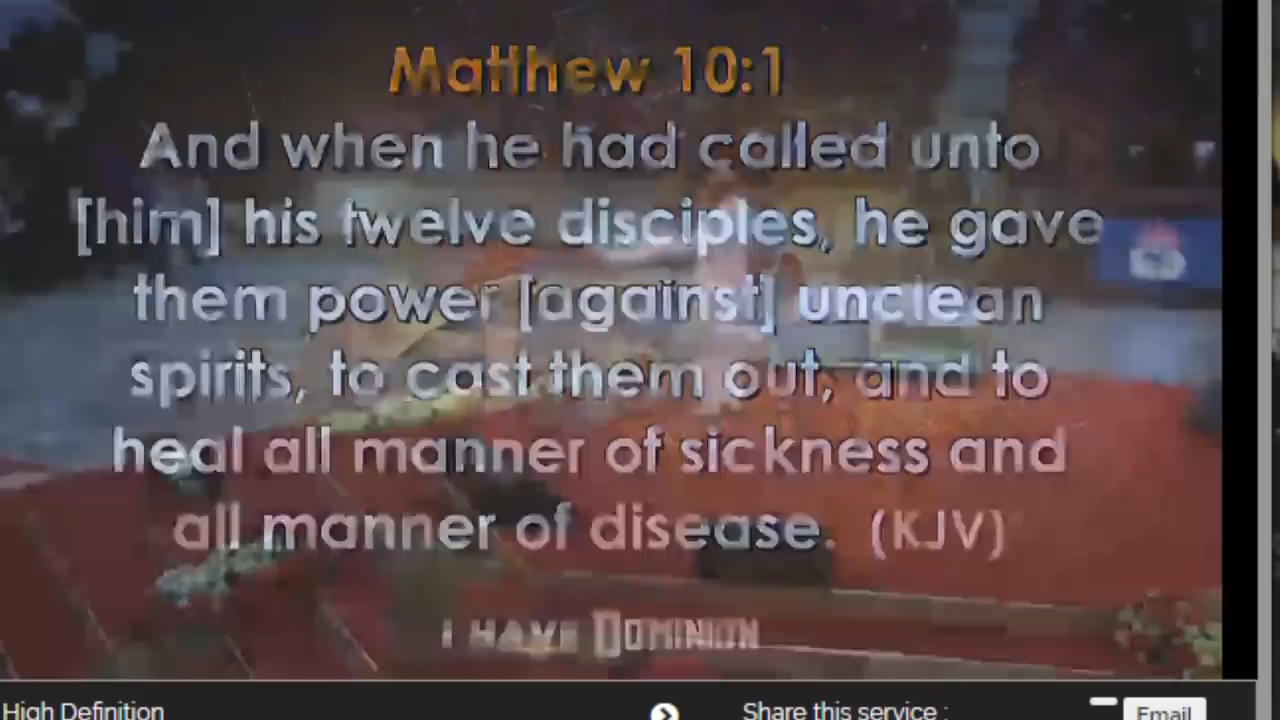 Matthew 10:1
And when he had called unto
[him] his twelve disciples, he gave
them power [against] unclean
spirits, to cast them out, and to
heal all manner of sickness and
all manner of disease. (KJV)
I HAVE DOMINION
High Definition
Share this service :
Email